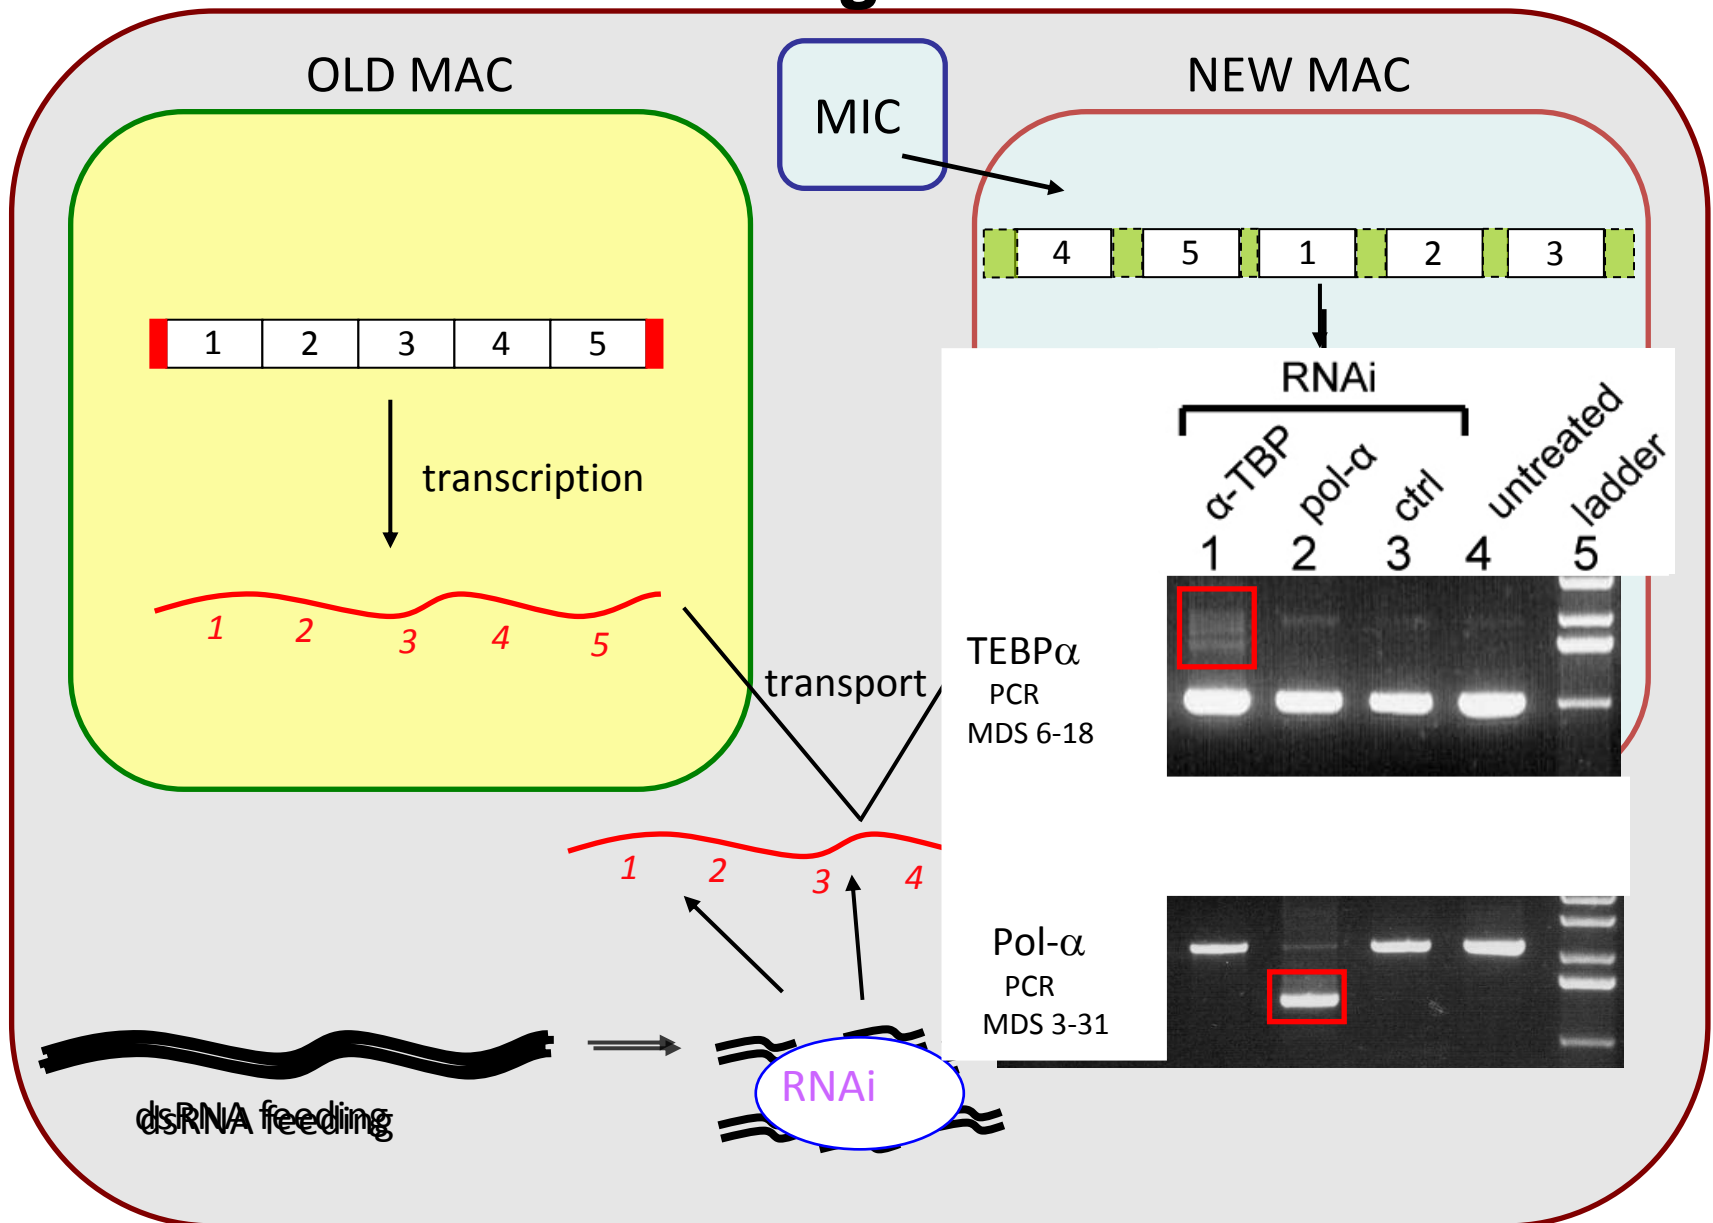 g
OLD MAC
MIC
NEW MAC
4 5 1 2 3
1 2 3 4 5
transcription
1 2 3 4 5
transport
1 2 3 4
RNAi
α-TBP pol-α ctrl untreated ladder
1 2 3 4 5
TEBPα
PCR
MDS 6-18
Pol-α
PCR
MDS 3-31
RNAi
dsRNA feeding
dsRNA feeding